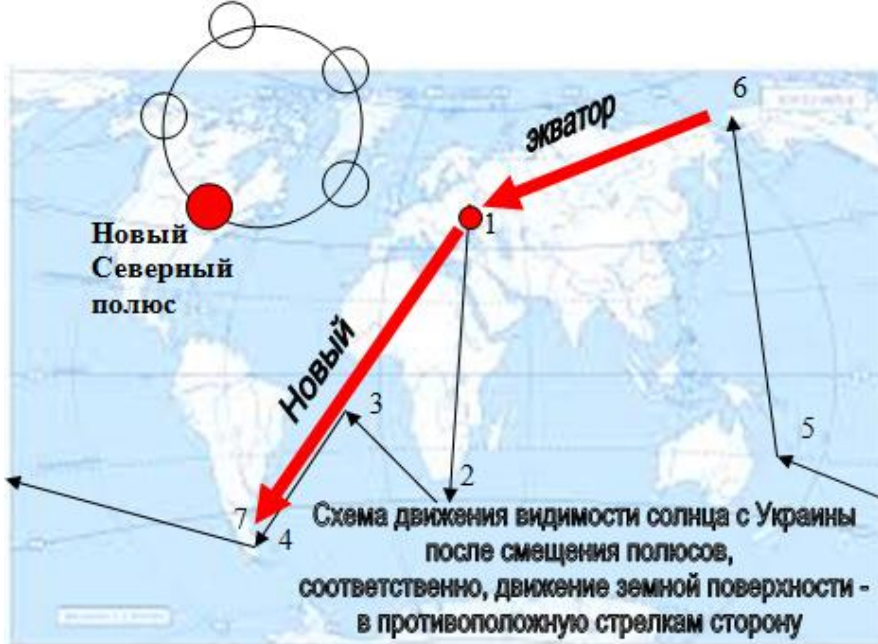 6
экватор
1
Новый
Северный
полюс
Новый
3
5
2
7
4
Схема движения видимости солнца с Украины
после смещения полюсов,
соответственно, движение земной поверхности -
в противоположную стрелкам сторону